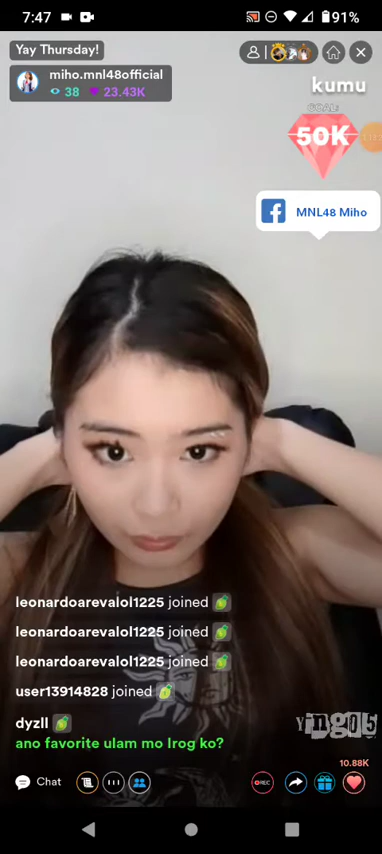 7:47
91%
Yay Thursday!
miho.mnl48official
38 23.43K
kumu
GOAL:
50K
MNL48 Miho
leonardoarevalol1225 joined
leonardoarevalol1225 joined
leonardoarevalol1225 joined
user13914828 joined
dyzll
ano favorite ulam mo Irog ko?
10.88K
Chat
REC